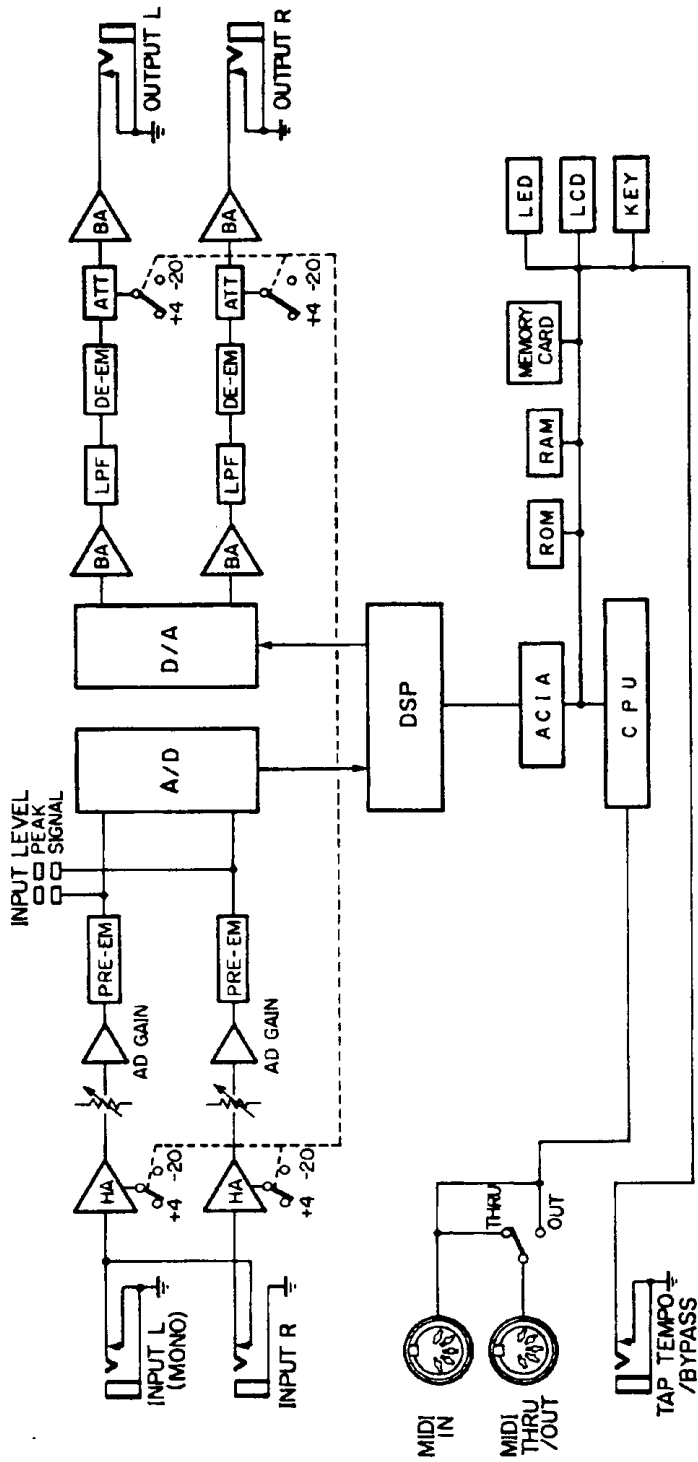 INPUT L
(MONO)
INPUT R
HA
+4
-20
HA
+4
-20
AD GAIN
AD GAIN
PRE-EM
PRE-EM
INPUT LEVEL
PEAK
SIGNAL
A/D
D/A
BA
LPF
DE-EM
ATT
+4
-20
BA
OUTPUT L
BA
LPF
DE-EM
ATT
+4
-20
BA
OUTPUT R
DSP
ACIA
CPU
ROM
RAM
MEMORY
CARD
LED
LCD
KEY
MIDI
IN
MIDI
THRU
/OUT
THRU
OUT
TAP TEMPO
/BYPASS